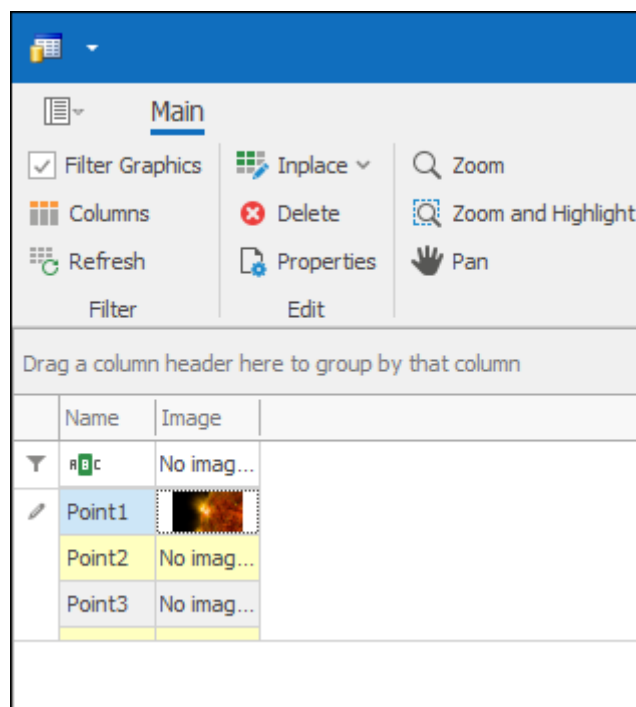 Main
Filter Graphics Inplace Zoom
Columns Delete Zoom and Highlight
Refresh Properties Pan
Filter Edit
Drag a column header here to group by that column
Name Image
ABC No imag...
Point1
Point2 No imag...
Point3 No imag...